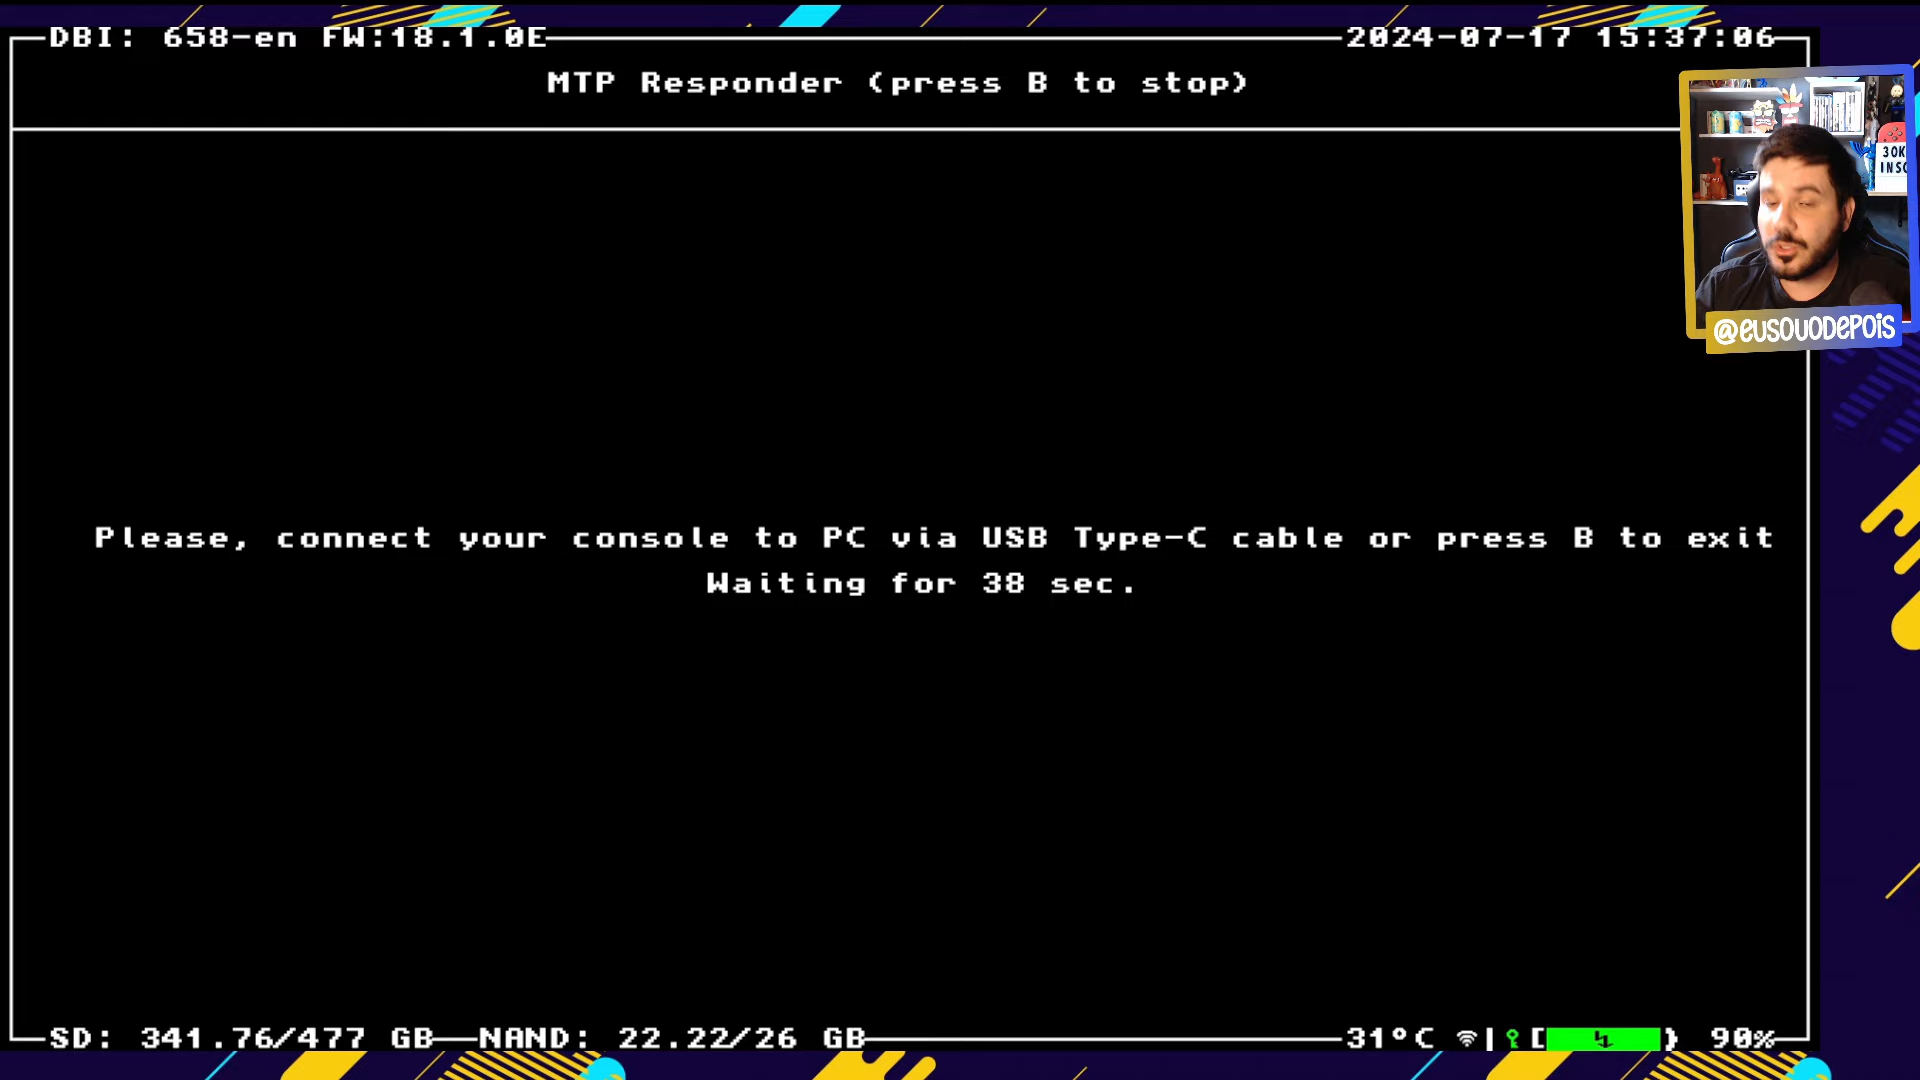 DBI: 658-en FW:18.1.0E 2024-07-17 15:37:06
MTP Responder (press B to stop)
30K
INSC
@EUSOUODEPOIS
Please, connect your console to PC via USB Type-C cable or press B to exit
Waiting for 38 sec.
SD: 341.76/477 GB NAND: 22.22/26 GB 31°C 90%